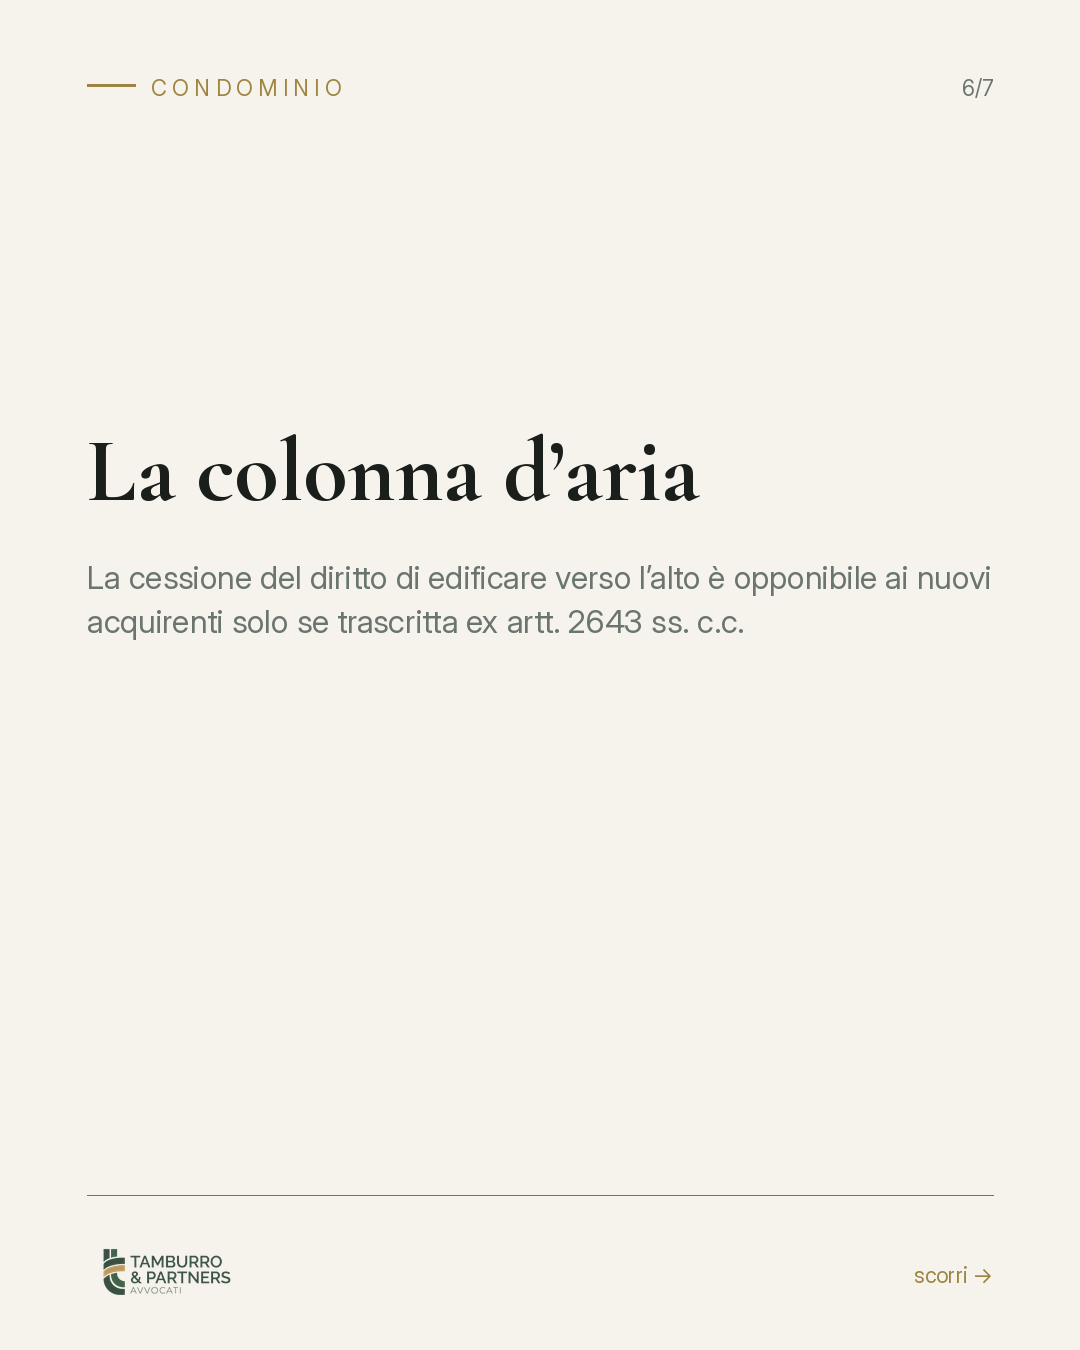 CONDOMINIO
6/7
La colonna d’aria
La cessione del diritto di edificare verso l’alto è opponibile ai nuovi
acquirenti solo se trascritta ex artt. 2643 ss. c.c.
TAMBURRO
& PARTNERS
AVVOCATI
scorri →